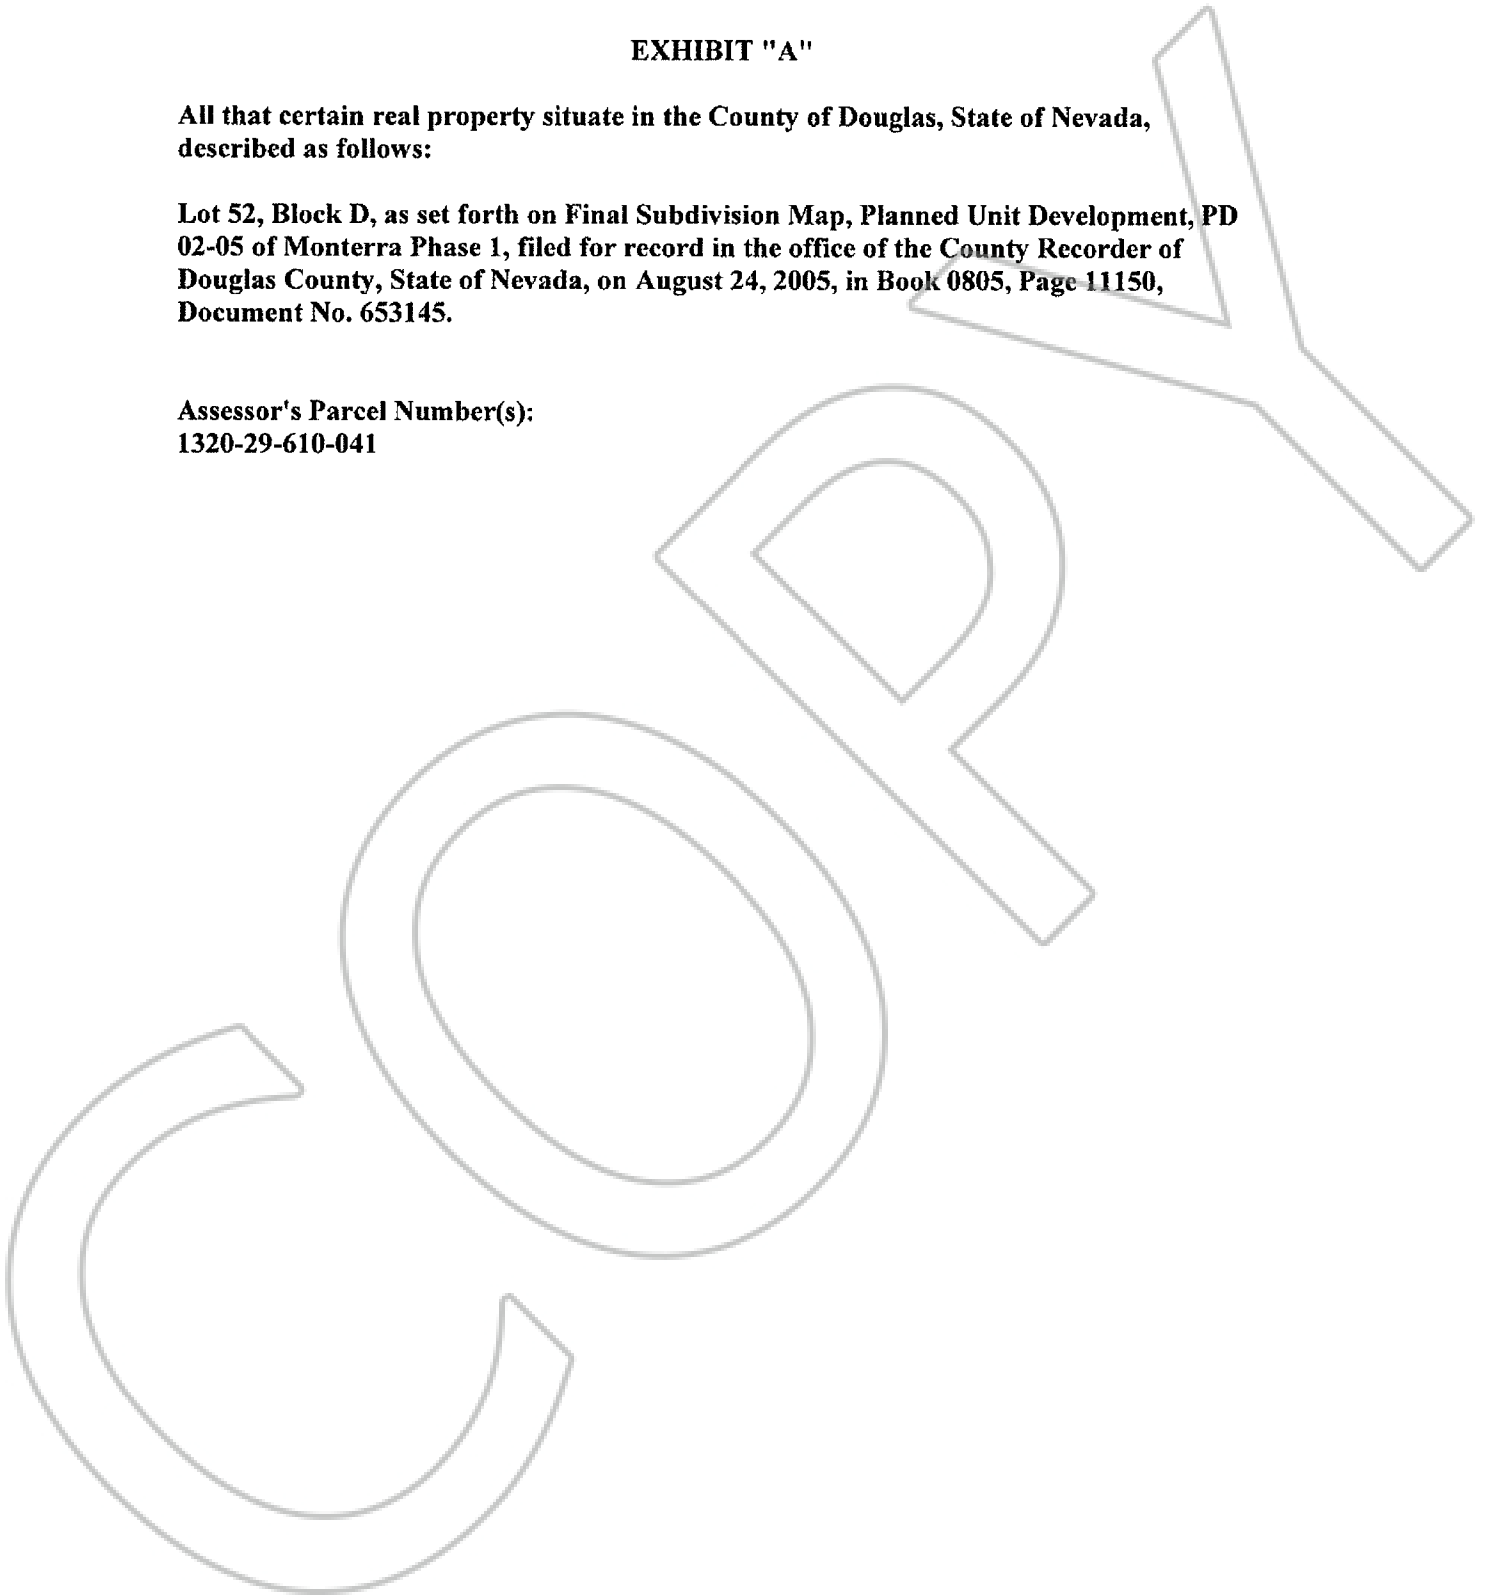 EXHIBIT "A"
All that certain real property situate in the County of Douglas, State of Nevada,
described as follows:
Lot 52, Block D, as set forth on Final Subdivision Map, Planned Unit Development, PD
02-05 of Monterra Phase 1, filed for record in the office of the County Recorder of
Douglas County, State of Nevada, on August 24, 2005, in Book 0805, Page 11150,
Document No. 653145.
Assessor's Parcel Number(s):
1320-29-610-041
COPY